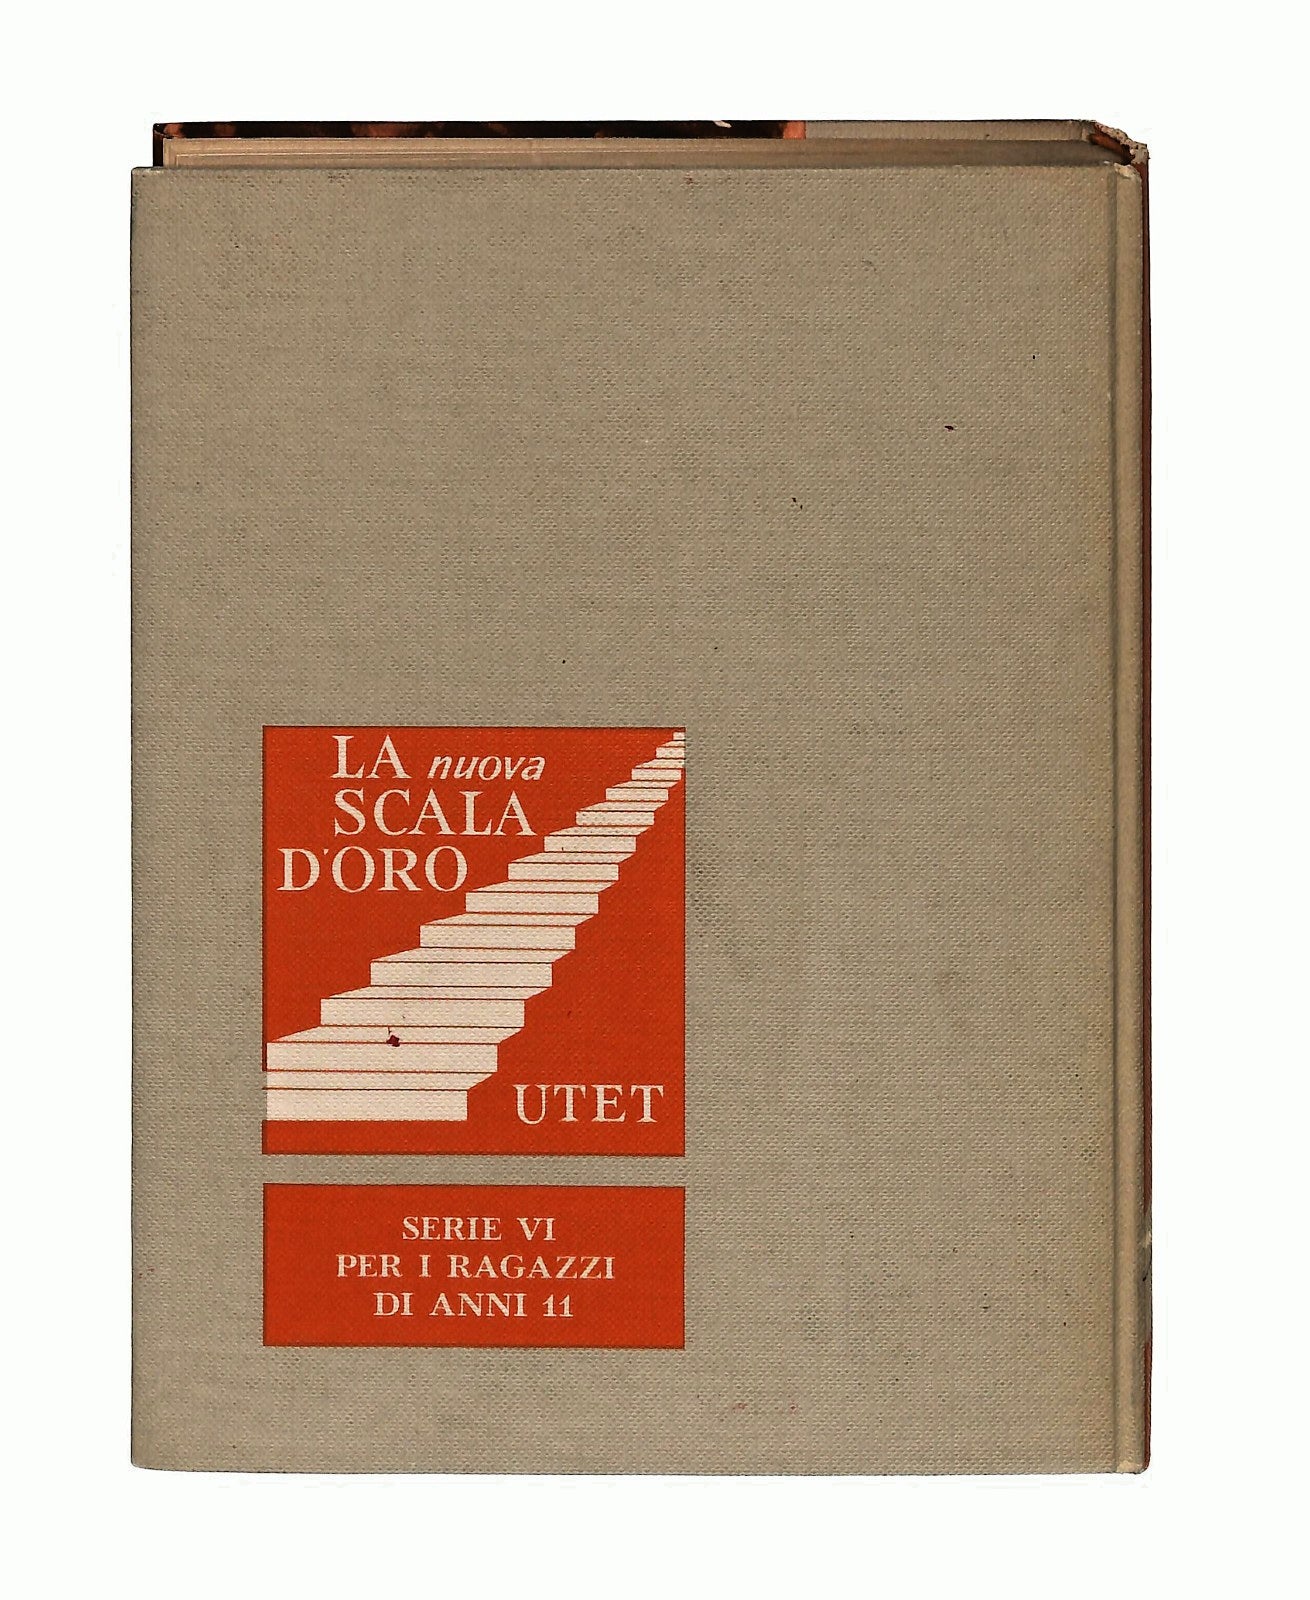 LA nuova
SCALA
D'ORO
UTET
SERIE VI
PER I RAGAZZI
DI ANNI 11